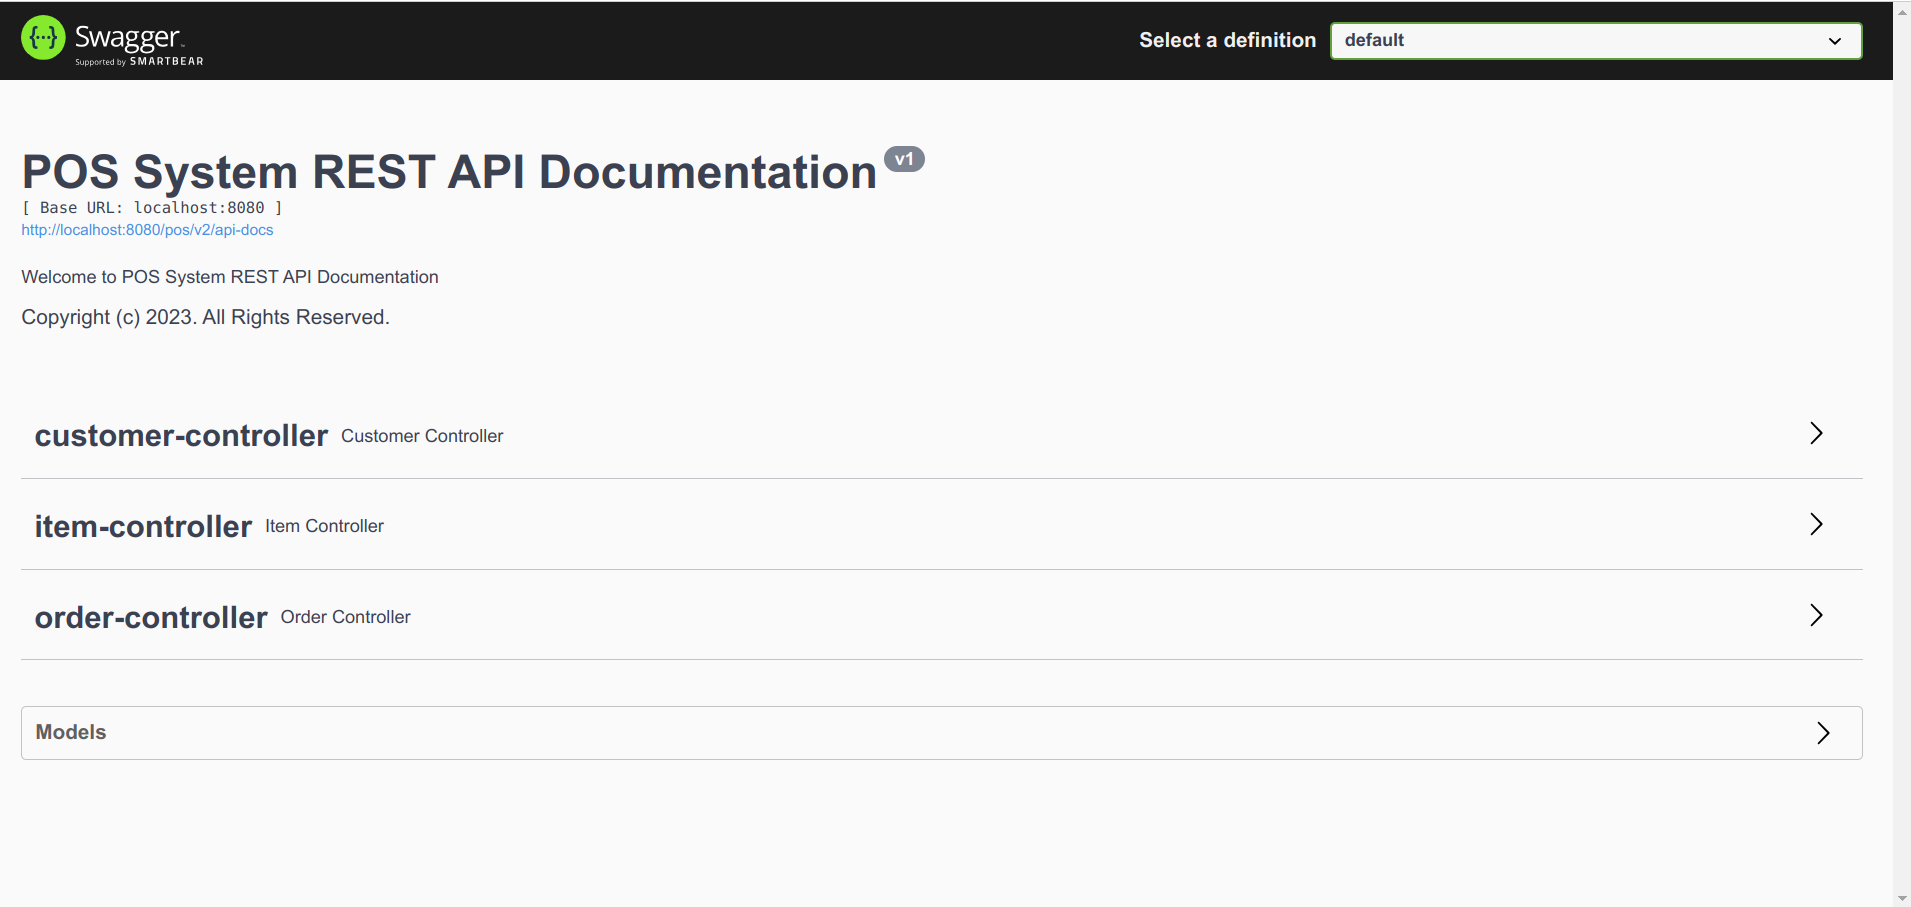 {···} Swagger™
Supported by SMARTBEAR
Select a definition
default
POS System REST API Documentation v1
[ Base URL: localhost:8080 ]
http://localhost:8080/pos/v2/api-docs
Welcome to POS System REST API Documentation
Copyright (c) 2023. All Rights Reserved.
customer-controller Customer Controller
item-controller Item Controller
order-controller Order Controller
Models